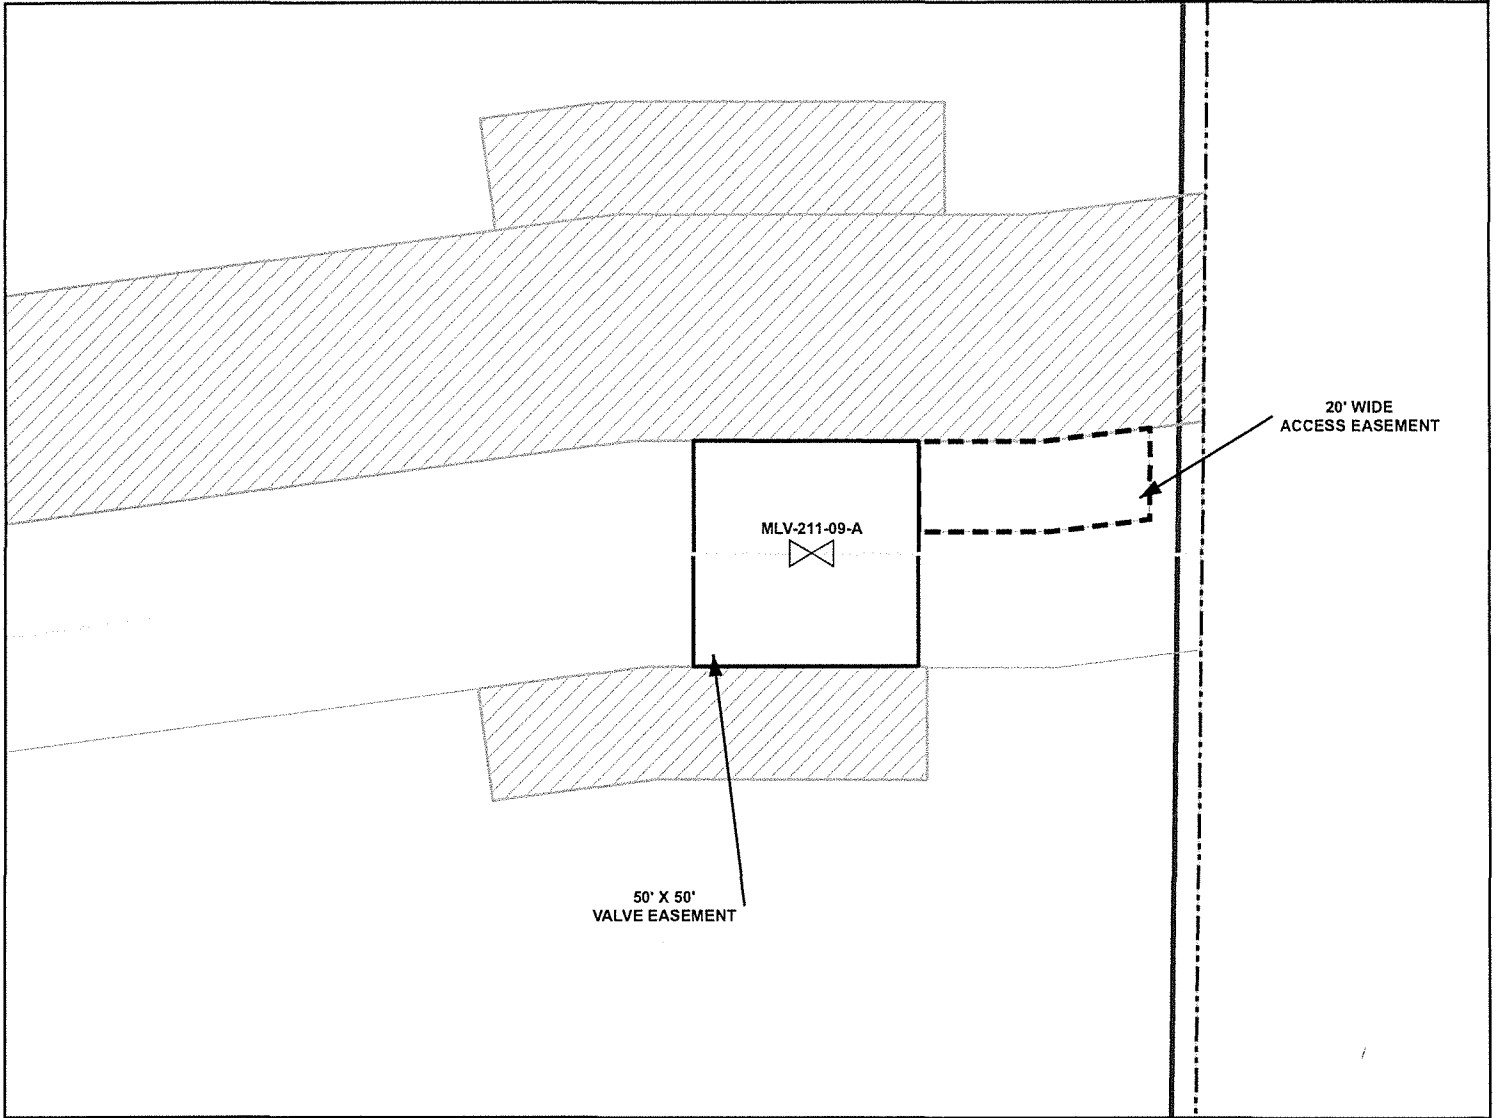 20' WIDE
ACCESS EASEMENT
MLV-211-09-A
50' X 50'
VALVE EASEMENT